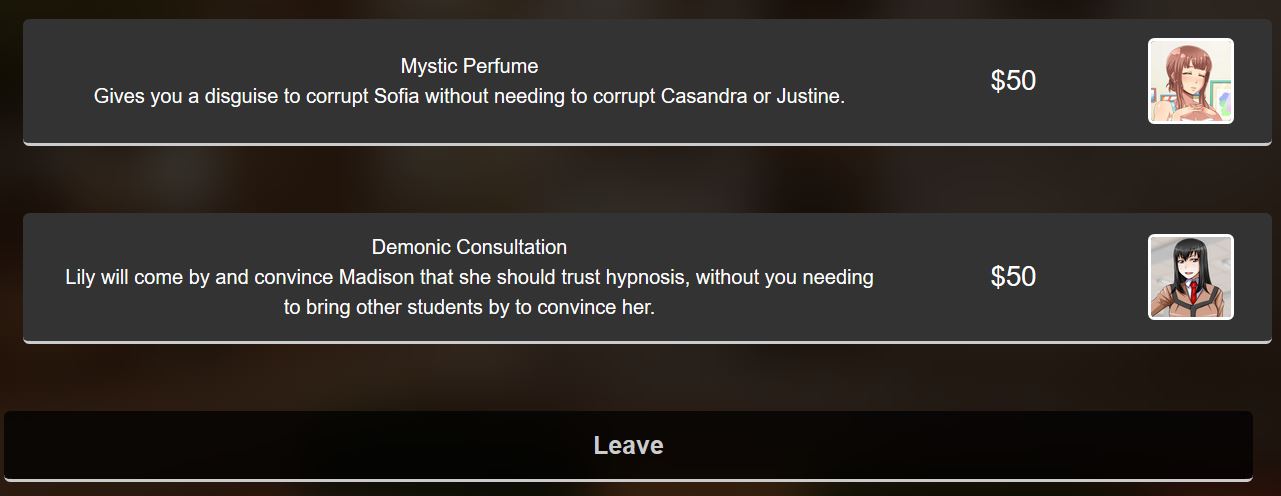 Mystic Perfume
Gives you a disguise to corrupt Sofia without needing to corrupt Casandra or Justine.
$50
Demonic Consultation
Lily will come by and convince Madison that she should trust hypnosis, without you needing
to bring other students by to convince her.
$50
Leave